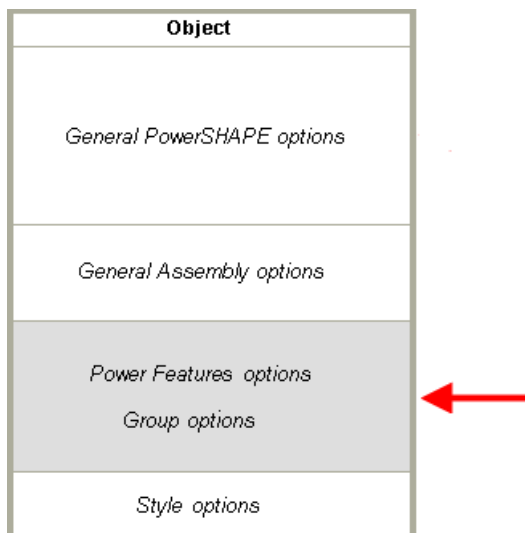 Object
General PowerSHAPE options
General Assembly options
Power Features options
Group options
Style options